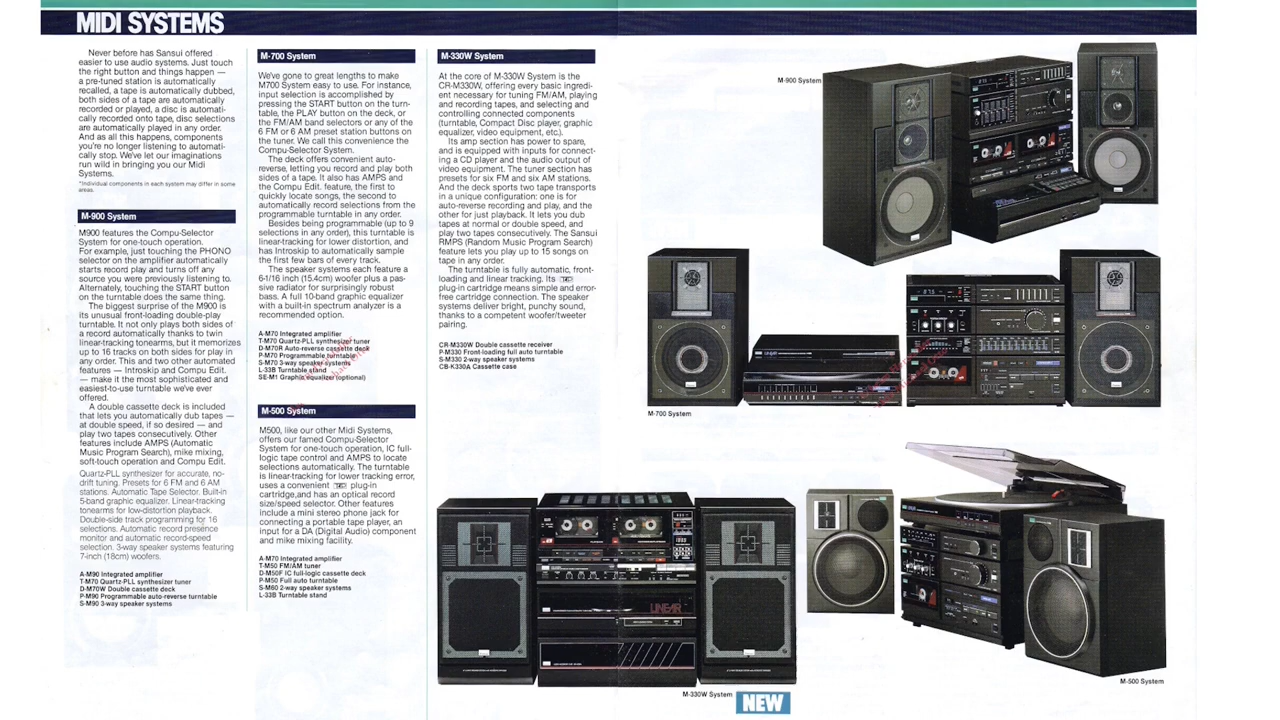 MIDI SYSTEMS
Never before has Sansui offered
easier to use audio systems. Just touch
the right button and things happen —
a pre-tuned station is automatically
recalled, a tape is automatically dubbed,
both sides of a tape are automatically
recorded or played, a disc is automati-
cally recorded onto tape, disc selections
are automatically played in any order.
And as all this happens, components
you're no longer listening to automati-
cally stop. We've let our imaginations
run wild in bringing you our Midi
Systems.
*Individual components in each system may differ in some
areas.
M-900 System
M900 features the Compu-Selector
System for one-touch operation.
For example, just touching the PHONO
selector on the amplifier automatically
starts record play and turns off any
source you were previously listening to.
Alternately, touching the START button
on the turntable does the same thing.
The biggest surprise of the M900 is
its unusual front-loading double-play
turntable. It not only plays both sides of
a record automatically thanks to twin
linear-tracking tonearms, but it memorizes
up to 16 tracks on both sides for play in
any order. This and two other automated
features — Introskip and Compu Edit.
— make it the most sophisticated and
easiest-to-use turntable we've ever
offered.
A double cassette deck is included
that lets you automatically dub tapes —
at double speed, if so desired — and
play two tapes consecutively. Other
features include AMPS (Automatic
Music Program Search), mike mixing,
soft-touch operation and Compu Edit.
Quartz-PLL synthesizer for accurate, no-
drift tuning. Presets for 6 FM and 6 AM
stations. Automatic Tape Selector. Built-in
5-band graphic equalizer. Linear-tracking
tonearms for low-distortion playback.
Double-side track programming for 16
selections. Automatic record presence
monitor and automatic record-speed
selection. 3-way speaker systems featuring
7-inch (18cm) woofers.
A-M90 Integrated amplifier
T-M70 Quartz-PLL synthesizer tuner
D-M70W Double cassette deck
P-M90 Programmable auto-reverse turntable
S-M90 3-way speaker systems
M-700 System
We've gone to great lengths to make
M700 System easy to use. For instance,
input selection is accomplished by
pressing the START button on the turn-
table, the PLAY button on the deck, or
the FM/AM band selectors or any of the
6 FM or 6 AM preset station buttons on
the tuner. We call this convenience the
Compu-Selector System.
The deck offers convenient auto-
reverse, letting you record and play both
sides of a tape. It also has AMPS and
the Compu Edit. feature, the first to
quickly locate songs, the second to
automatically record selections from the
programmable turntable in any order.
Besides being programmable (up to 9
selections in any order), this turntable is
linear-tracking for lower distortion, and
has Introskip to automatically sample
the first few bars of every track.
The speaker systems each feature a
6-1/16 inch (15.4cm) woofer plus a pas-
sive radiator for surprisingly robust
bass. A full 10-band graphic equalizer
with a built-in spectrum analyzer is a
recommended option.
A-M70 Integrated amplifier
T-M70 Quartz-PLL synthesizer tuner
D-M70R Auto-reverse cassette deck
P-M70 Programmable turntable
S-M70 3-way speaker systems
L-33B Turntable stand
SE-M1 Graphic equalizer (optional)
M-500 System
M500, like our other Midi Systems,
offers our famed Compu-Selector
System for one-touch operation, IC full-
logic tape control and AMPS to locate
selections automatically. The turntable
is linear-tracking for lower tracking error,
uses a convenient plug-in
cartridge,and has an optical record
size/speed selector. Other features
include a mini stereo phone jack for
connecting a portable tape player, an
input for a DA (Digital Audio) component
and mike mixing facility.
A-M70 Integrated amplifier
T-M50 FM/AM tuner
D-M50F IC full-logic cassette deck
P-M50 Full auto turntable
S-M60 2-way speaker systems
L-33B Turntable stand
M-330W System
At the core of M-330W System is the
CR-M330W, offering every basic ingredi-
ent necessary for tuning FM/AM, playing
and recording tapes, and selecting and
controlling connected components
(turntable, Compact Disc player, graphic
equalizer, video equipment, etc.).
Its amp section has power to spare,
and is equipped with inputs for connect-
ing a CD player and the audio output of
video equipment. The tuner section has
presets for six FM and six AM stations.
And the deck sports two tape transports
in a unique configuration: one is for
auto-reverse recording and play, and the
other for just playback. It lets you dub
tapes at normal or double speed, and
play two tapes consecutively. The Sansui
RMPS (Random Music Program Search)
feature lets you play up to 15 songs on
tape in any order.
The turntable is fully automatic, front-
loading and linear tracking. Its
plug-in cartridge means simple and error-
free cartridge connection. The speaker
systems deliver bright, punchy sound,
thanks to a competent woofer/tweeter
pairing.
CR-M330W Double cassette receiver
P-M330 Front-loading full auto turntable
S-M330 2-way speaker systems
CB-K330A Cassette case
M-900 System
M-700 System
LINEAR
M-330W System
NEW
M-500 System